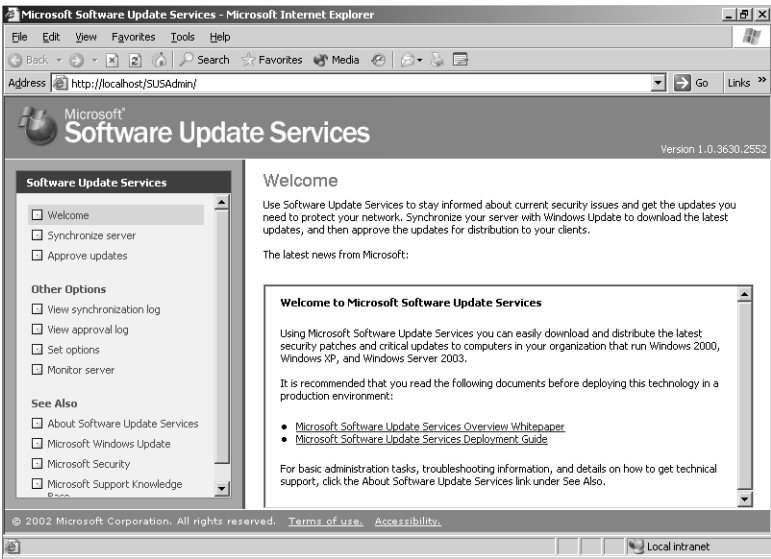 Microsoft Software Update Services - Microsoft Internet Explorer
File Edit View Favorites Tools Help
Back Search Favorites Media
Address http://localhost/SUSAdmin/ Go Links »
Microsoft®
Software Update Services
Version 1.0.3630.2552
Software Update Services
Welcome
Synchronize server
Approve updates
Other Options
View synchronization log
View approval log
Set options
Monitor server
See Also
About Software Update Services
Microsoft Windows Update
Microsoft Security
Microsoft Support Knowledge
Base
Welcome
Use Software Update Services to stay informed about current security issues and get the updates you
need to protect your network. Synchronize your server with Windows Update to download the latest
updates, and then approve the updates for distribution to your clients.
The latest news from Microsoft:
Welcome to Microsoft Software Update Services
Using Microsoft Software Update Services you can easily download and distribute the latest
security patches and critical updates to computers in your organization that run Windows 2000,
Windows XP, and Windows Server 2003.
It is recommended that you read the following documents before deploying this technology in a
production environment:
• Microsoft Software Update Services Overview Whitepaper
• Microsoft Software Update Services Deployment Guide
For basic administration tasks, troubleshooting information, and details on how to get technical
support, click the About Software Update Services link under See Also.
© 2002 Microsoft Corporation. All rights reserved. Terms of use. Accessibility.
Local intranet